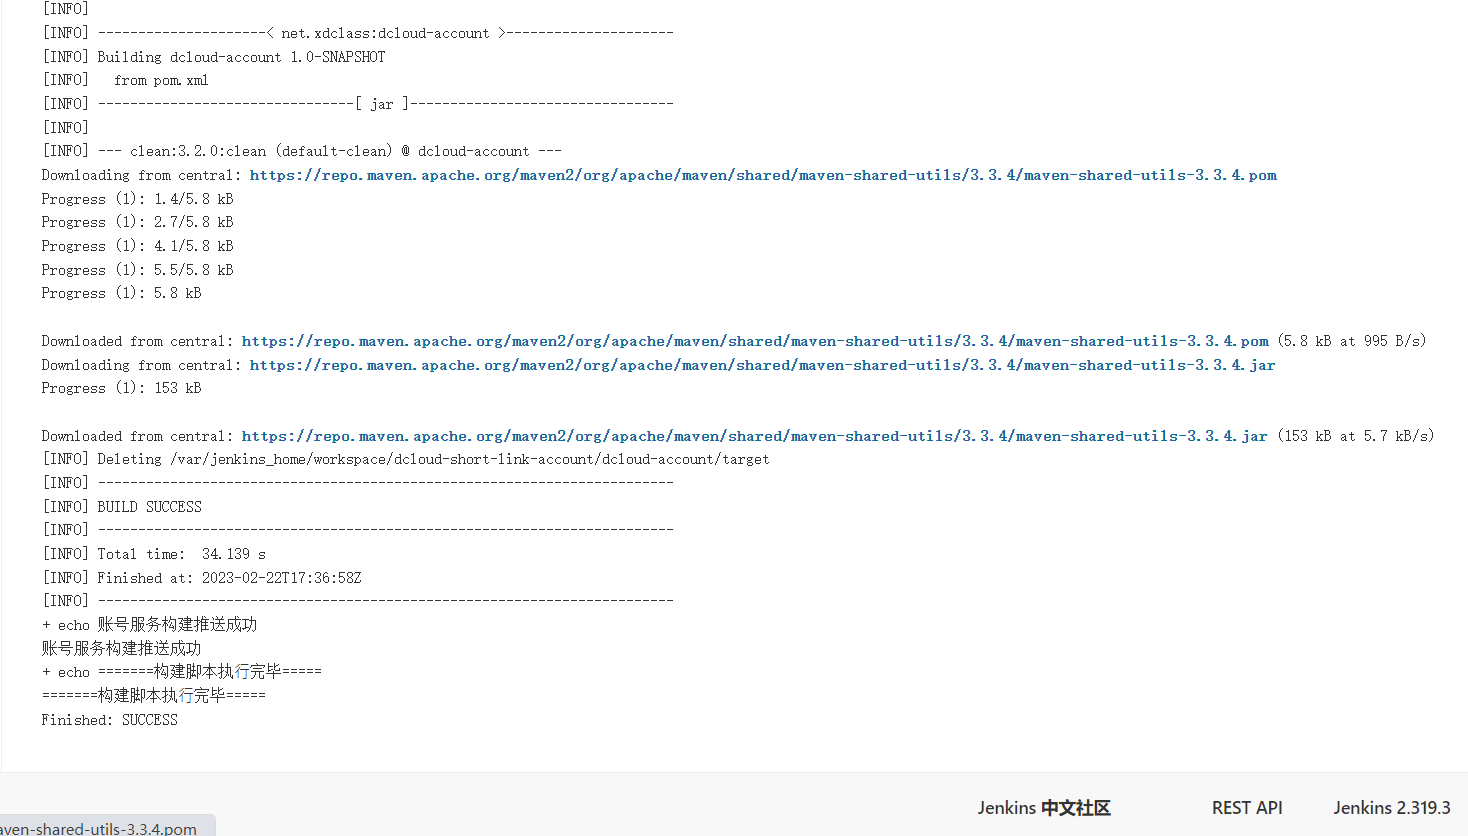 [INFO]
[INFO] ---------------------< net.xdclass:dcloud-account >---------------------
[INFO] Building dcloud-account 1.0-SNAPSHOT
[INFO]   from pom.xml
[INFO] --------------------------------[ jar ]---------------------------------
[INFO]
[INFO] --- clean:3.2.0:clean (default-clean) @ dcloud-account ---
Downloading from central: https://repo.maven.apache.org/maven2/org/apache/maven/shared/maven-shared-utils/3.3.4/maven-shared-utils-3.3.4.pom
Progress (1): 1.4/5.8 kB
Progress (1): 2.7/5.8 kB
Progress (1): 4.1/5.8 kB
Progress (1): 5.5/5.8 kB
Progress (1): 5.8 kB
Downloaded from central: https://repo.maven.apache.org/maven2/org/apache/maven/shared/maven-shared-utils/3.3.4/maven-shared-utils-3.3.4.pom (5.8 kB at 995 B/s)
Downloading from central: https://repo.maven.apache.org/maven2/org/apache/maven/shared/maven-shared-utils/3.3.4/maven-shared-utils-3.3.4.jar
Progress (1): 153 kB
Downloaded from central: https://repo.maven.apache.org/maven2/org/apache/maven/shared/maven-shared-utils/3.3.4/maven-shared-utils-3.3.4.jar (153 kB at 5.7 kB/s)
[INFO] Deleting /var/jenkins_home/workspace/dcloud-short-link-account/dcloud-account/target
[INFO] ------------------------------------------------------------------------
[INFO] BUILD SUCCESS
[INFO] ------------------------------------------------------------------------
[INFO] Total time:  34.139 s
[INFO] Finished at: 2023-02-22T17:36:58Z
[INFO] ------------------------------------------------------------------------
+ echo 账号服务构建推送成功
账号服务构建推送成功
+ echo =======构建脚本执行完毕=====
=======构建脚本执行完毕=====
Finished: SUCCESS
Jenkins 中文社区 REST API Jenkins 2.319.3
aven-shared-utils-3.3.4.pom